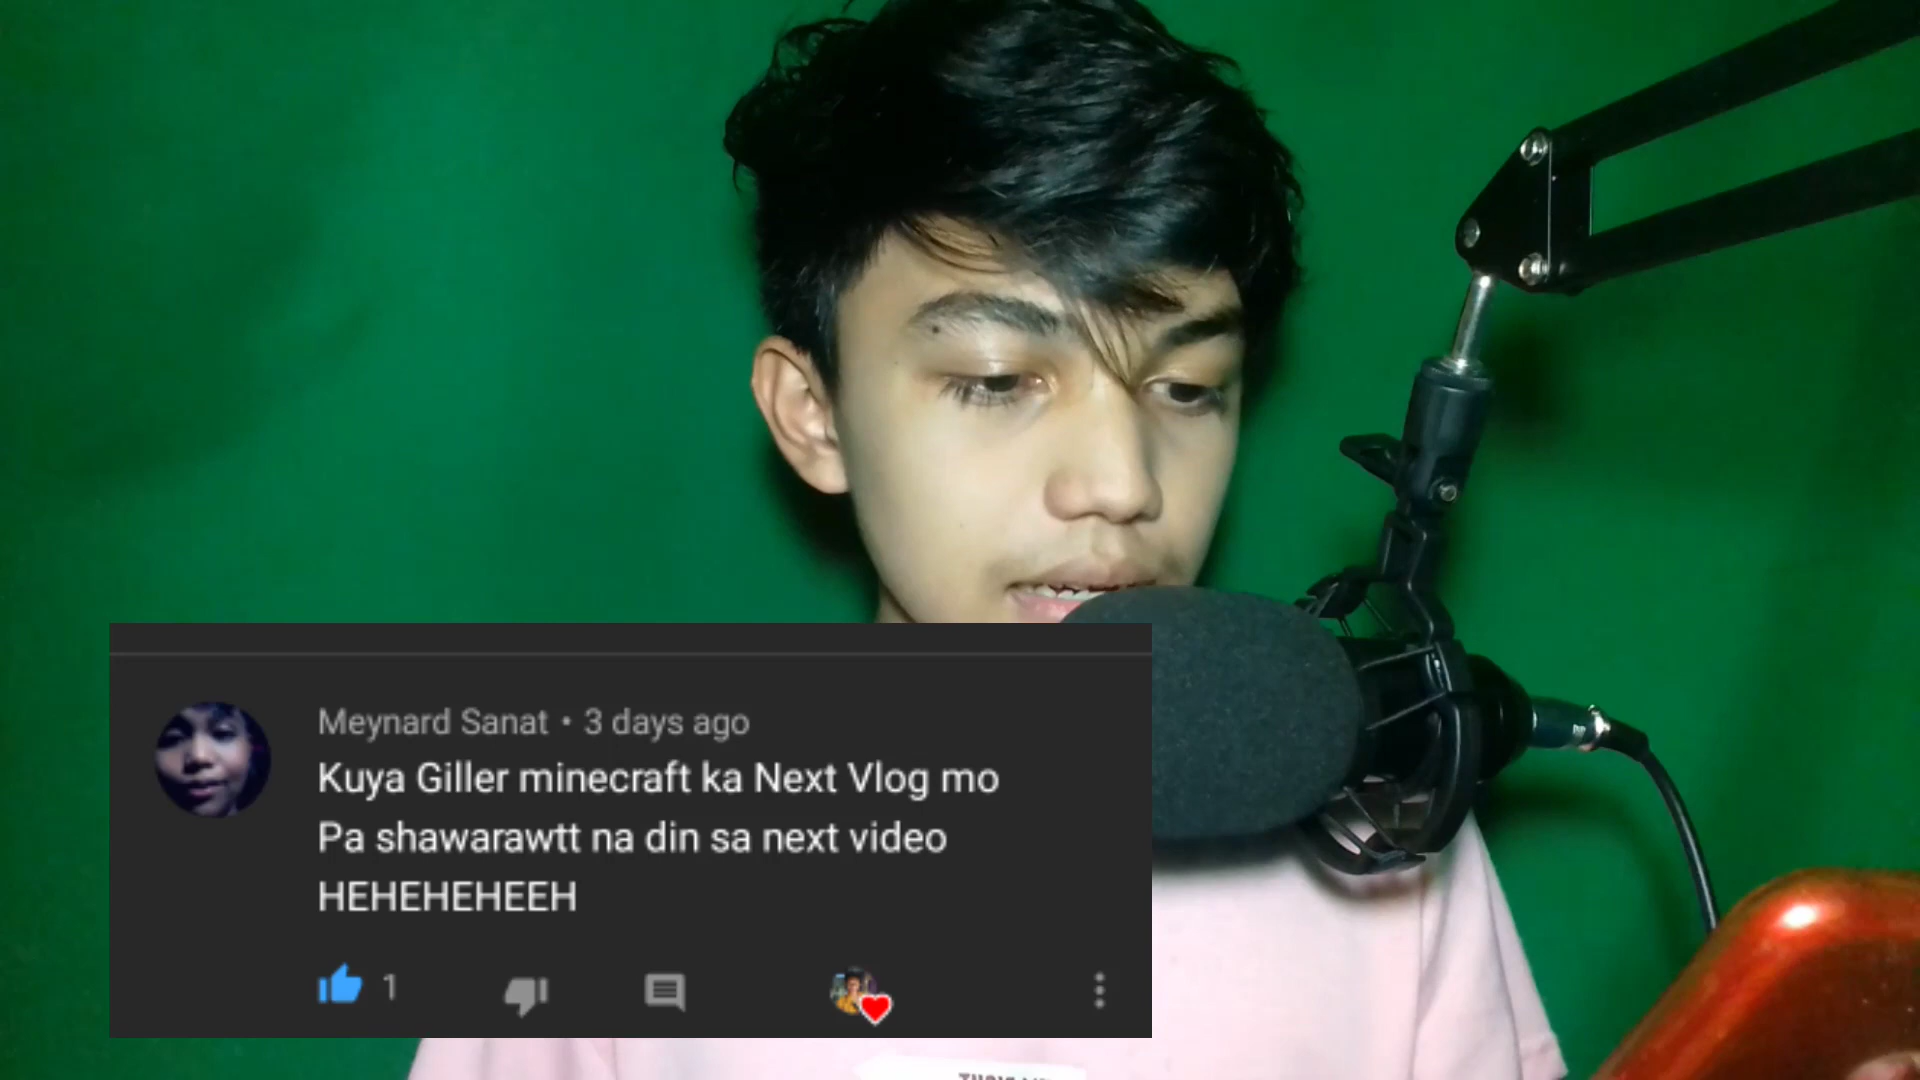 Meynard Sanat • 3 days ago
Kuya Giller minecraft ka Next Vlog mo
Pa shawarawtt na din sa next video
HEHEHEHEEH
1